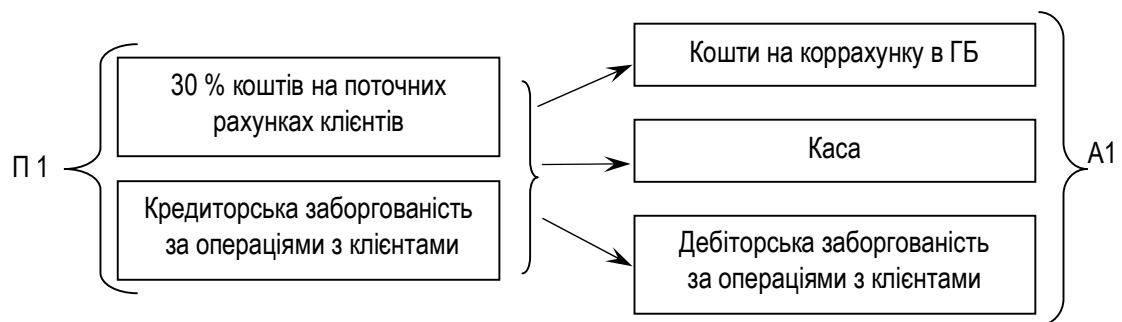 П 1
30 % коштів на поточних
рахунках клієнтів
Кредиторська заборгованість
за операціями з клієнтами
Кошти на коррахунку в ГБ
Каса
Дебіторська заборгованість
за операціями з клієнтами
А1